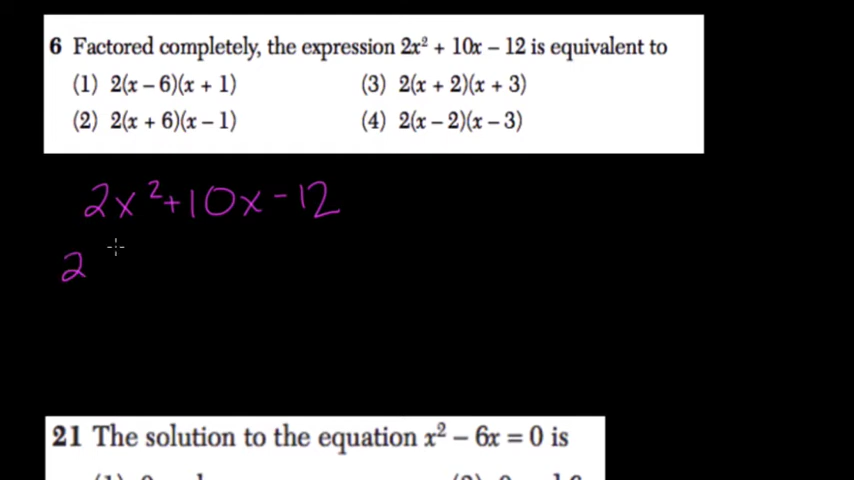 6 Factored completely, the expression 2x² + 10x – 12 is equivalent to
(1) 2(x – 6)(x + 1) (3) 2(x + 2)(x + 3)
(2) 2(x + 6)(x – 1) (4) 2(x – 2)(x – 3)
2x²+10x-12
2
21 The solution to the equation x² – 6x = 0 is